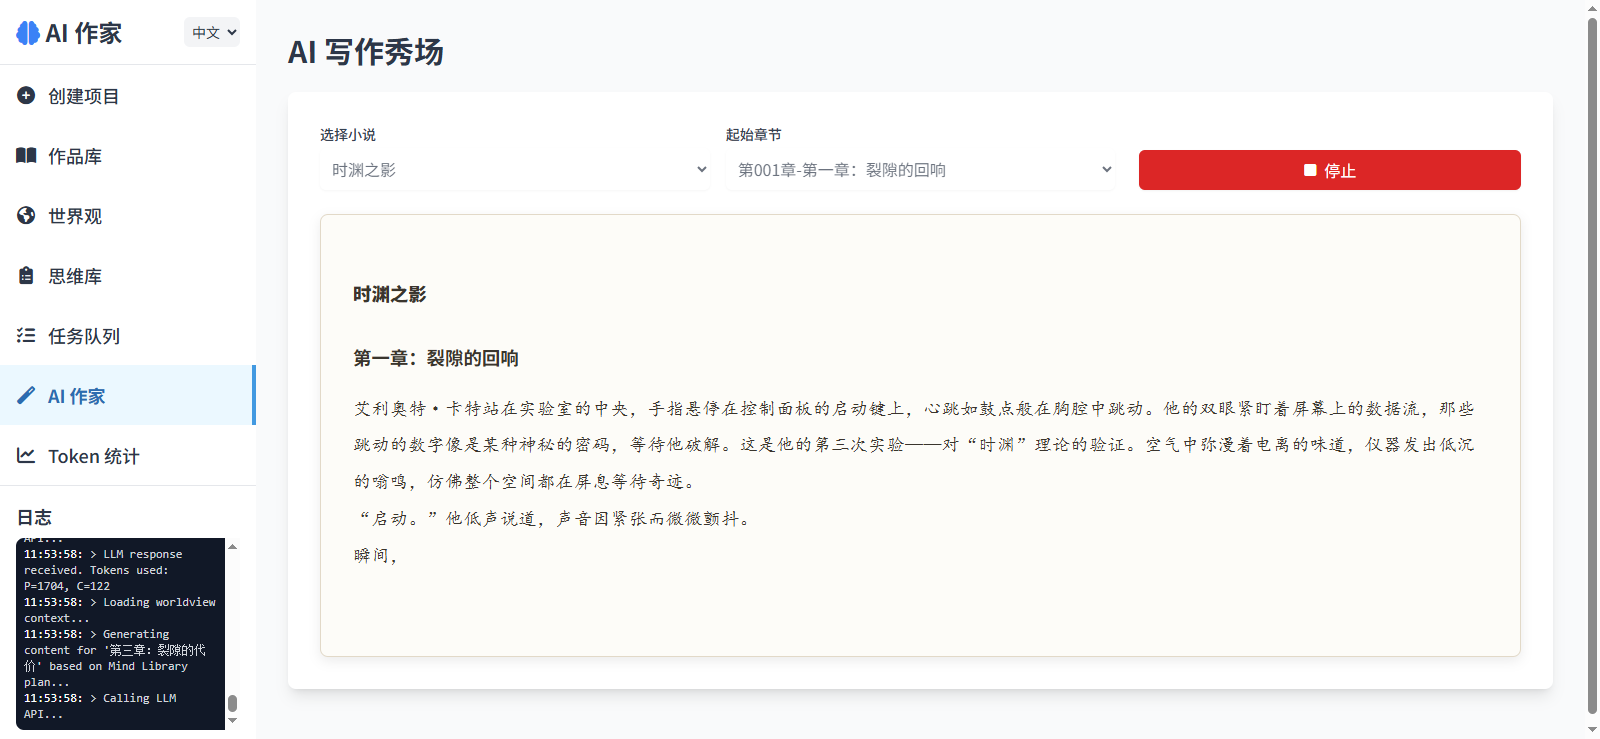 AI 作家
中文
创建项目
作品库
世界观
思维库
任务队列
AI 作家
Token 统计
日志
API...
11:53:58: > LLM response
received. Tokens used:
P=1704, C=122
11:53:58: > Loading worldview
context...
11:53:58: > Generating
content for '第三章：裂隙的代
价' based on Mind Library
plan...
11:53:58: > Calling LLM
API...
AI 写作秀场
选择小说
起始章节
时渊之影
第001章-第一章：裂隙的回响
停止
时渊之影
第一章：裂隙的回响
艾利奥特·卡特站在实验室的中央，手指悬停在控制面板的启动键上，心跳如鼓点般在胸腔中跳动。他的双眼紧盯着屏幕上的数据流，那些
跳动的数字像是某种神秘的密码，等待他破解。这是他的第三次实验——对“时渊”理论的验证。空气中弥漫着电离的味道，仪器发出低沉
的嗡鸣，仿佛整个空间都在屏息等待奇迹。
“启动。”他低声说道，声音因紧张而微微颤抖。
瞬间，